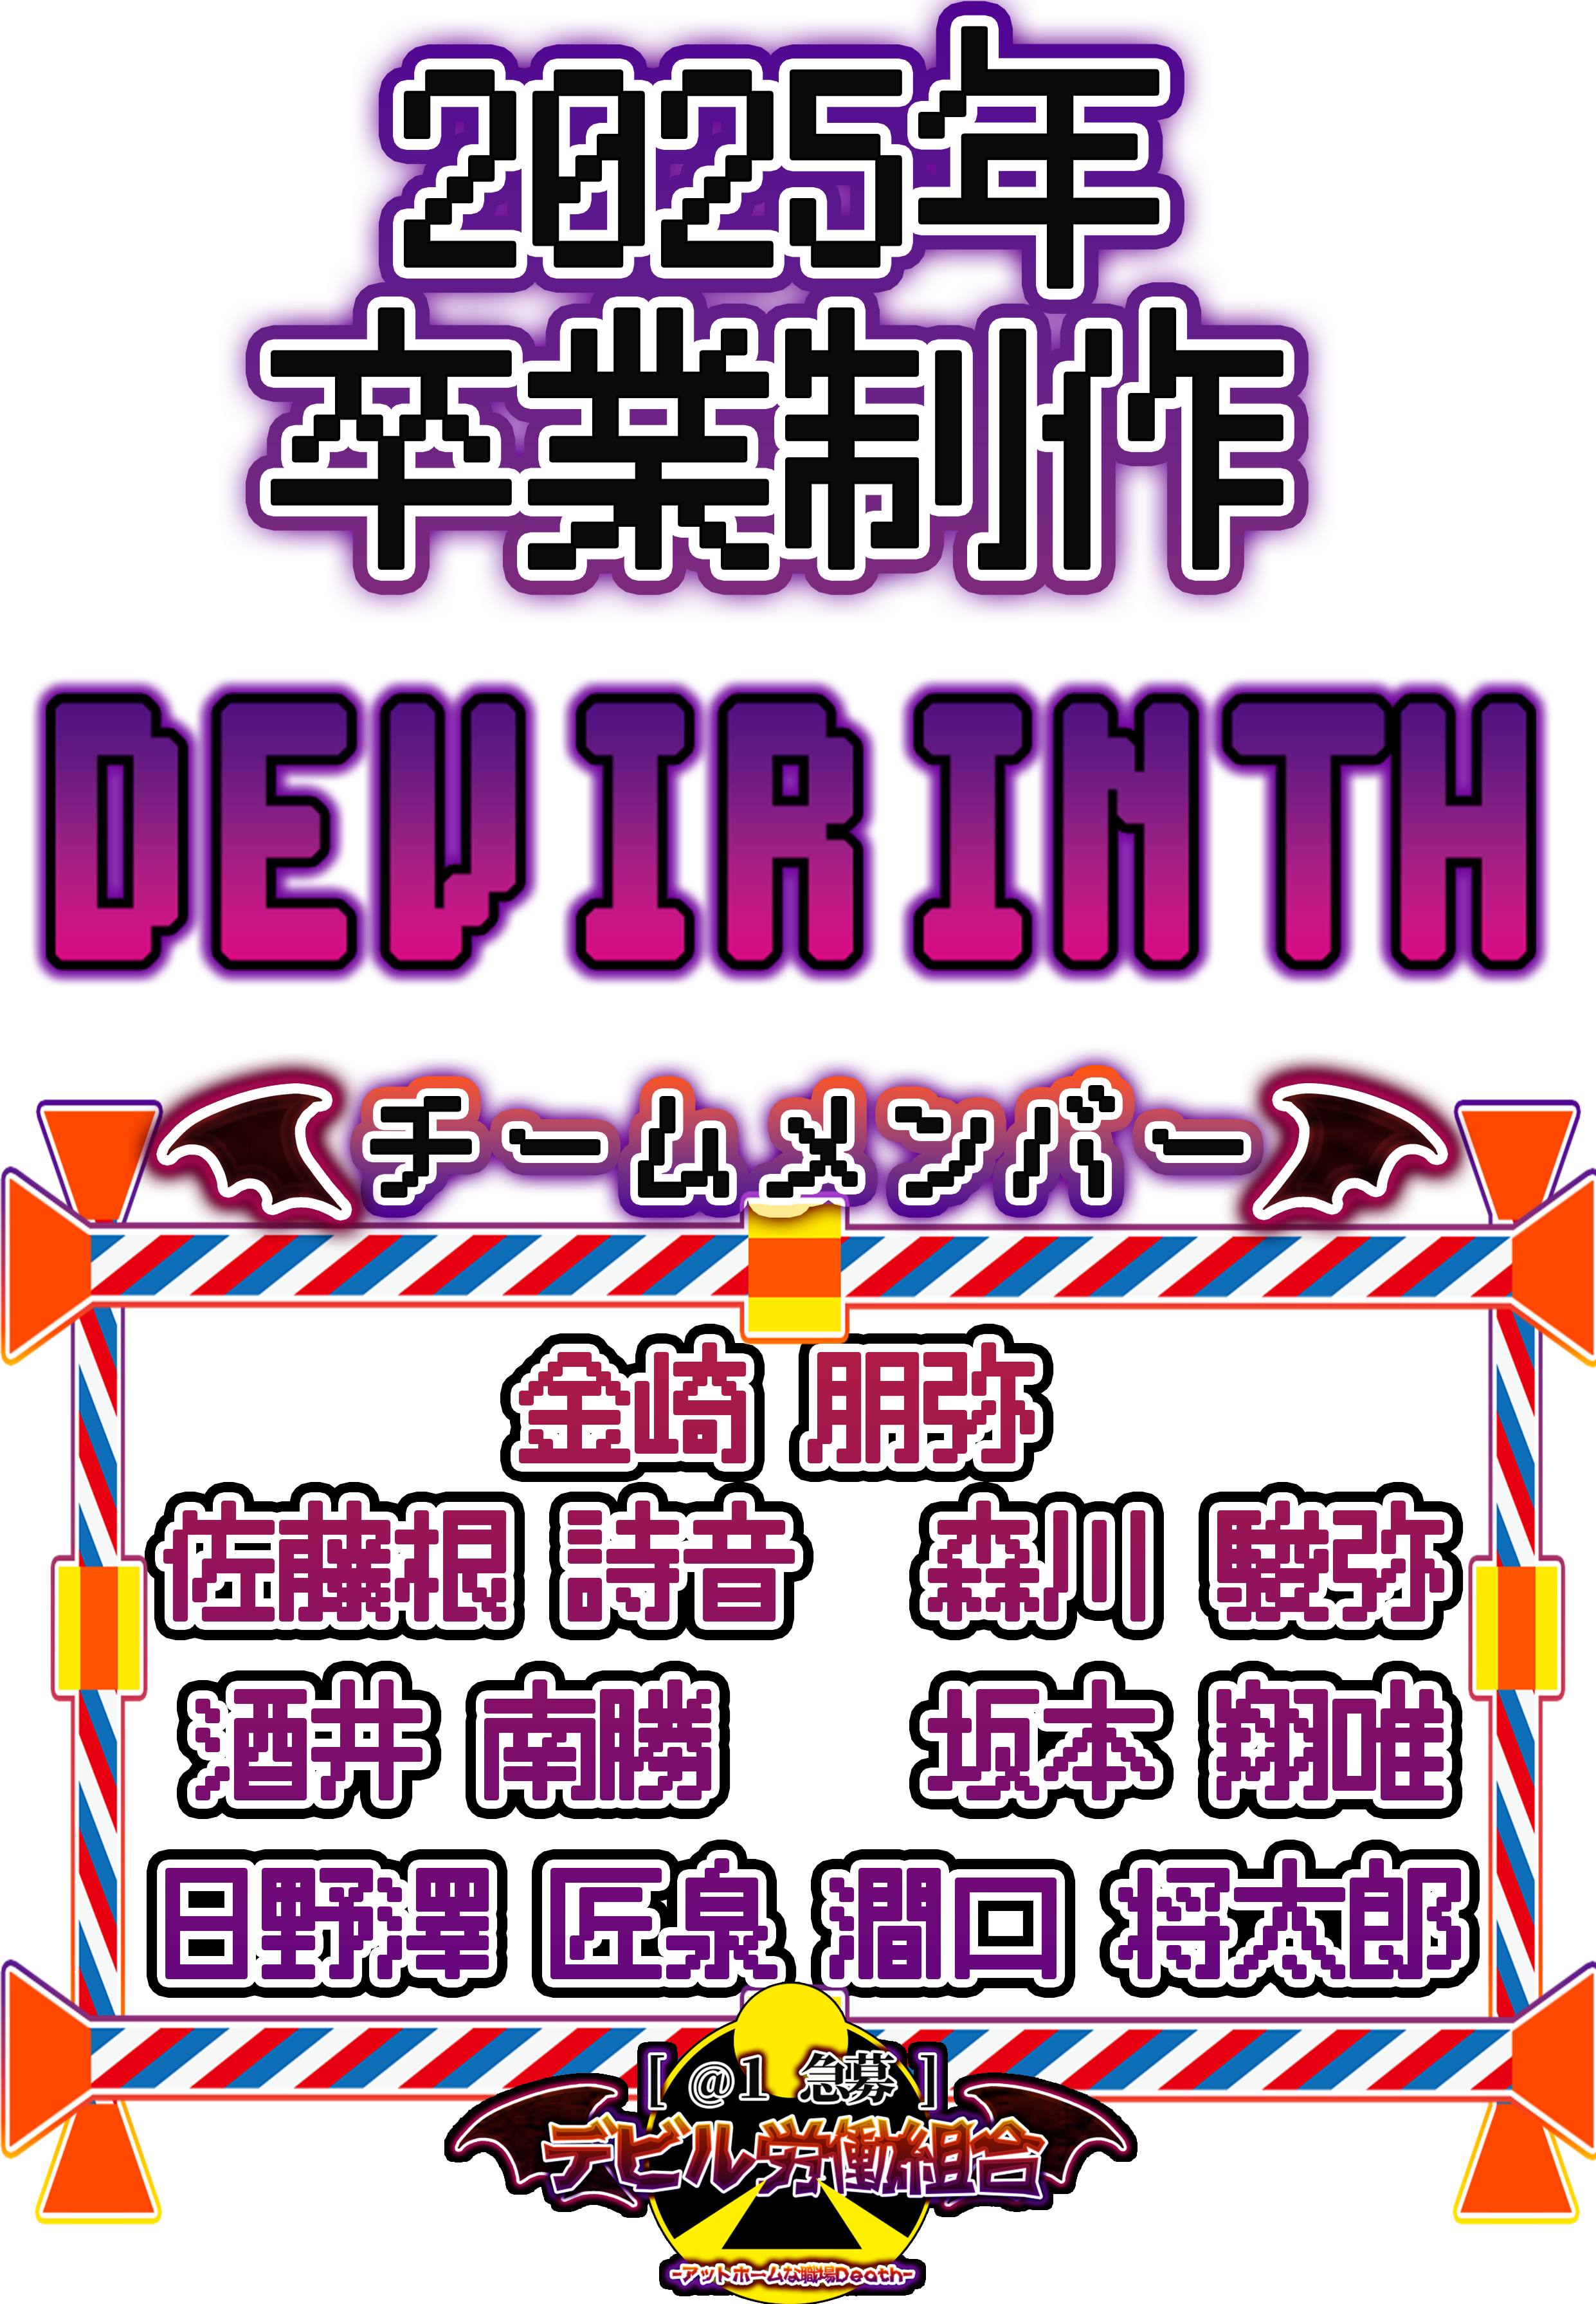 2025年
卒業制作
DEVIRINTH
チームメンバー
金崎 朋弥
佐藤根 詩音 森川 駿弥
酒井 南勝 坂本 翔唯
日野澤 匠泉 澗口 将太郎
[ @1 急募 ]
デビル労働組合
-アットホームな職場Death-